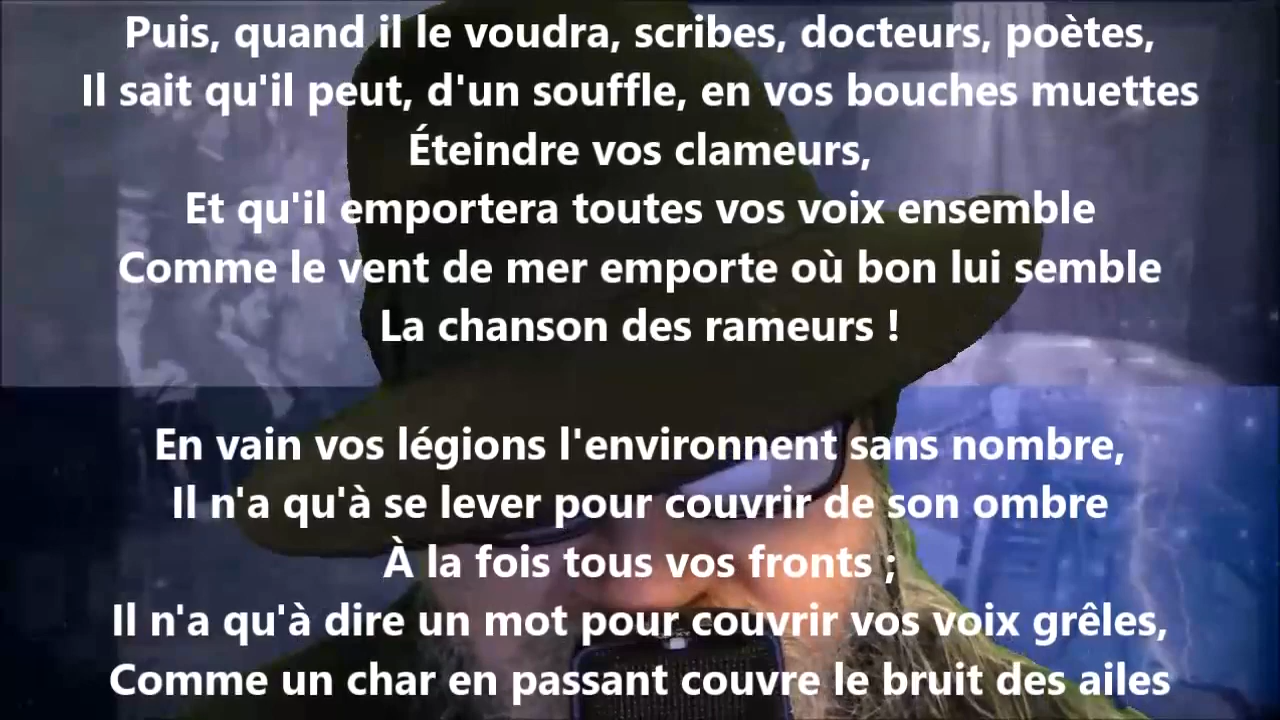 Puis, quand il le voudra, scribes, docteurs, poètes,
Il sait qu'il peut, d'un souffle, en vos bouches muettes
Éteindre vos clameurs,
Et qu'il emportera toutes vos voix ensemble
Comme le vent de mer emporte où bon lui semble
La chanson des rameurs !
En vain vos légions l'environnent sans nombre,
Il n'a qu'à se lever pour couvrir de son ombre
À la fois tous vos fronts ;
Il n'a qu'à dire un mot pour couvrir vos voix grêles,
Comme un char en passant couvre le bruit des ailes